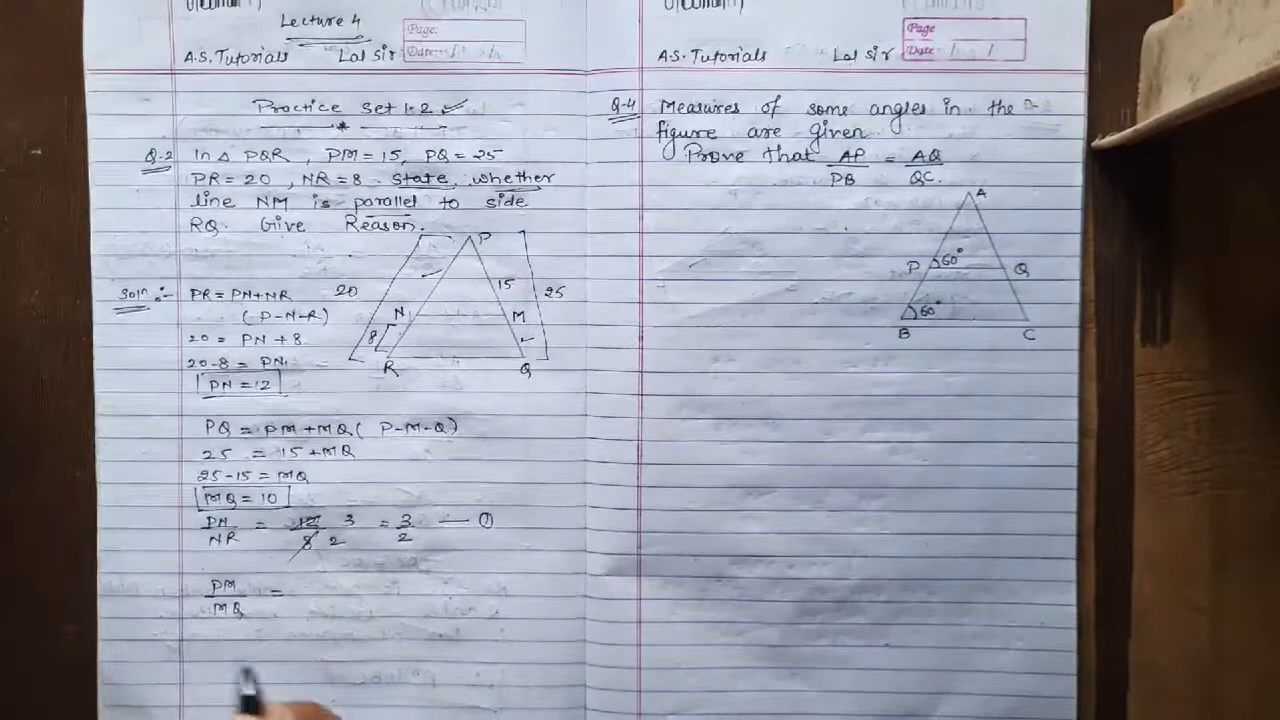 Lecture 4
Page:
A.S. Tutorials Lal Sir Date: / /
Practice Set 1.2 ✓
Q-2 In △ PQR, PM = 15, PQ = 25
PR = 20, NR = 8. State, whether
line NM is parallel to side
RQ. Give Reason.
P
20 15 25
N M
8
R Q
Soln :- PR = PN + NR
(P-N-R)
20 = PN + 8
20-8 = PN
PN = 12
PQ = PM + MQ ( P-M-Q)
25 = 15 + MQ
25-15 = MQ
MQ = 10
PN/NR = 12/8 3/2 = 3/2 — ①
PM/MQ =
Page
A.S. Tutorials Lal Sir Date / /
Q-4 Measures of some angles in the
figure are given
Prove that AP/PB = AQ/QC.
A
P 60° Q
60°
B C